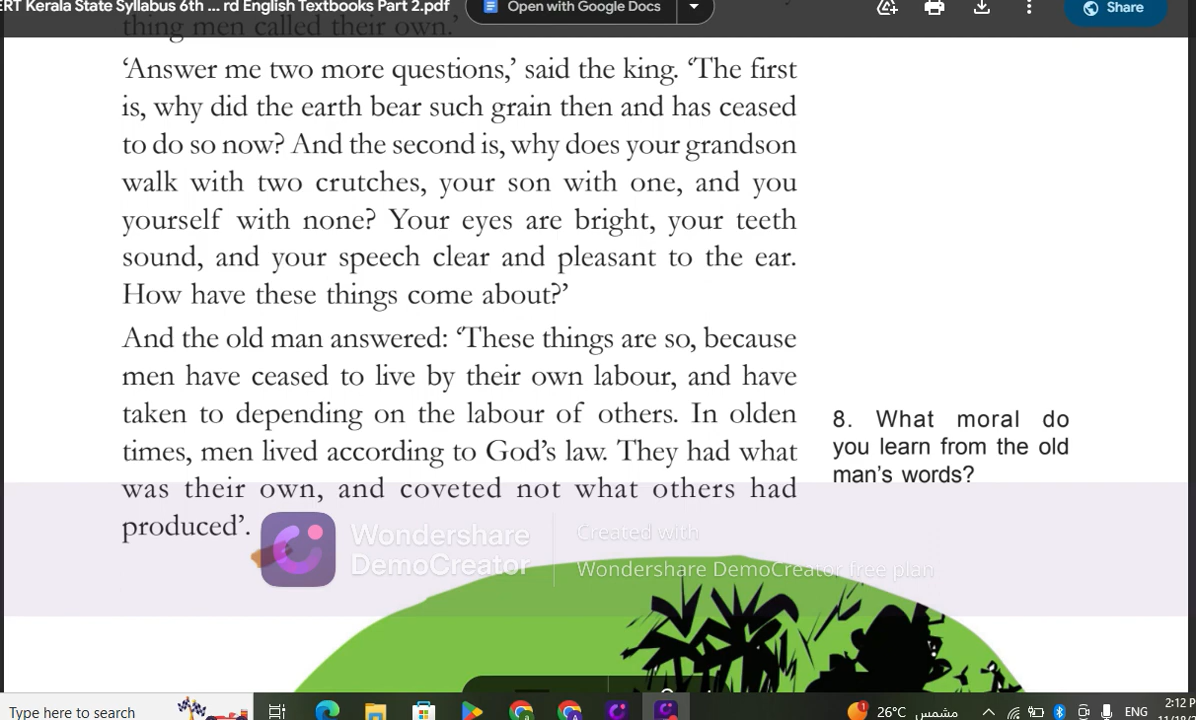 ERT Kerala State Syllabus 6th ... rd English Textbooks Part 2.pdf
Open with Google Docs
Share
thing men called their own.’
‘Answer me two more questions,’ said the king. ‘The first
is, why did the earth bear such grain then and has ceased
to do so now? And the second is, why does your grandson
walk with two crutches, your son with one, and you
yourself with none? Your eyes are bright, your teeth
sound, and your speech clear and pleasant to the ear.
How have these things come about?’
And the old man answered: ‘These things are so, because
men have ceased to live by their own labour, and have
taken to depending on the labour of others. In olden
times, men lived according to God’s law. They had what
was their own, and coveted not what others had
produced’.
8. What moral do
you learn from the old
man’s words?
Wondershare
DemoCreator
Created with
Wondershare DemoCreator free plan
Type here to search
26°C مشمس
ENG
2:12 P